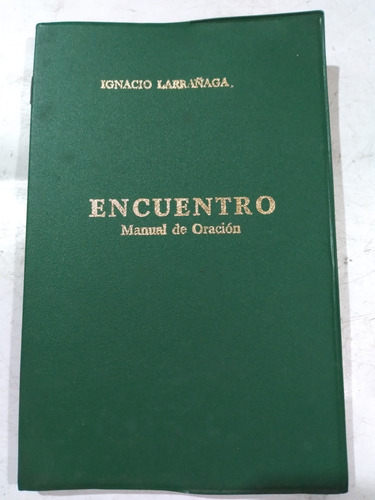 IGNACIO LARRAÑAGA.
ENCUENTRO
Manual de Oración